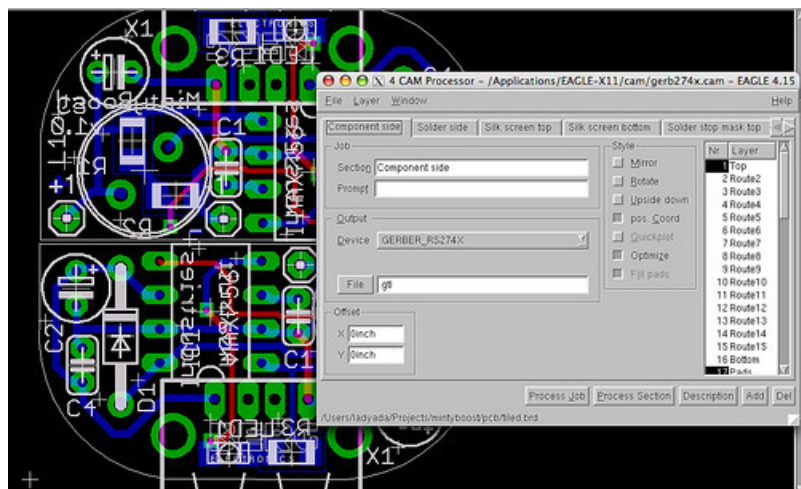 X1
4 CAM Processor – /Applications/EAGLE-X11/cam/gerb274x.cam – EAGLE 4.15
File Layer Window Help
Component side Solder side Silk screen top Silk screen bottom Solder stop mask top
Job
Section Component side
Prompt
Output
Device GERBER_RS274X
File .gtl
Offset
X 0inch
Y 0inch
Style
Mirror
Rotate
Upside down
pos. Coord
Quickplot
Optimize
Fill pads
Nr Layer
1 Top
2 Route2
3 Route3
4 Route4
5 Route5
6 Route6
7 Route7
8 Route8
9 Route9
10 Route10
11 Route11
12 Route12
13 Route13
14 Route14
15 Route15
16 Bottom
17 Pads
Process Job Process Section Description Add Del
/Users/ladyada/Projects/mintyboost/pcb/tiled.brd
C1
+1
C2
C1
C4
D1
X1